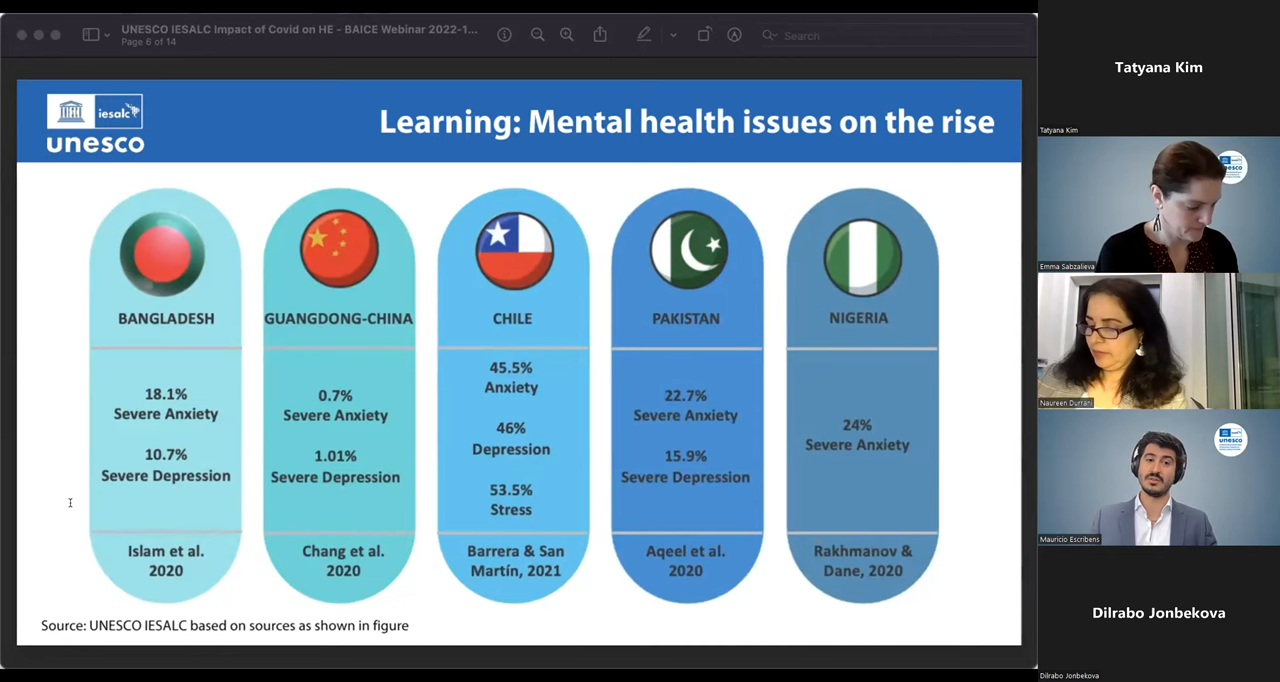 UNESCO IESALC Impact of Covid on HE - BAICE Webinar 2022-1...
Page 6 of 14
Search
iesalc
unesco
Learning: Mental health issues on the rise
BANGLADESH
18.1%
Severe Anxiety
10.7%
Severe Depression
Islam et al.
2020
GUANGDONG-CHINA
0.7%
Severe Anxiety
1.01%
Severe Depression
Chang et al.
2020
CHILE
45.5%
Anxiety
46%
Depression
53.5%
Stress
Barrera & San
Martín, 2021
PAKISTAN
22.7%
Severe Anxiety
15.9%
Severe Depression
Aqeel et al.
2020
NIGERIA
24%
Severe Anxiety
Rakhmanov &
Dane, 2020
Source: UNESCO IESALC based on sources as shown in figure
Tatyana Kim
Tatyana Kim
Emma Sabzalieva
Naureen Durrani
unesco
Mauricio Escribens
Dilrabo Jonbekova
Dilrabo Jonbekova